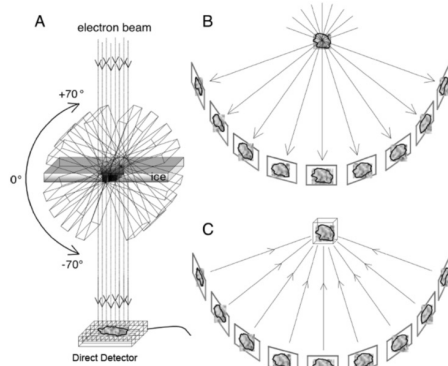 A
electron beam
+70°
0°
ice
-70°
Direct Detector
B
C